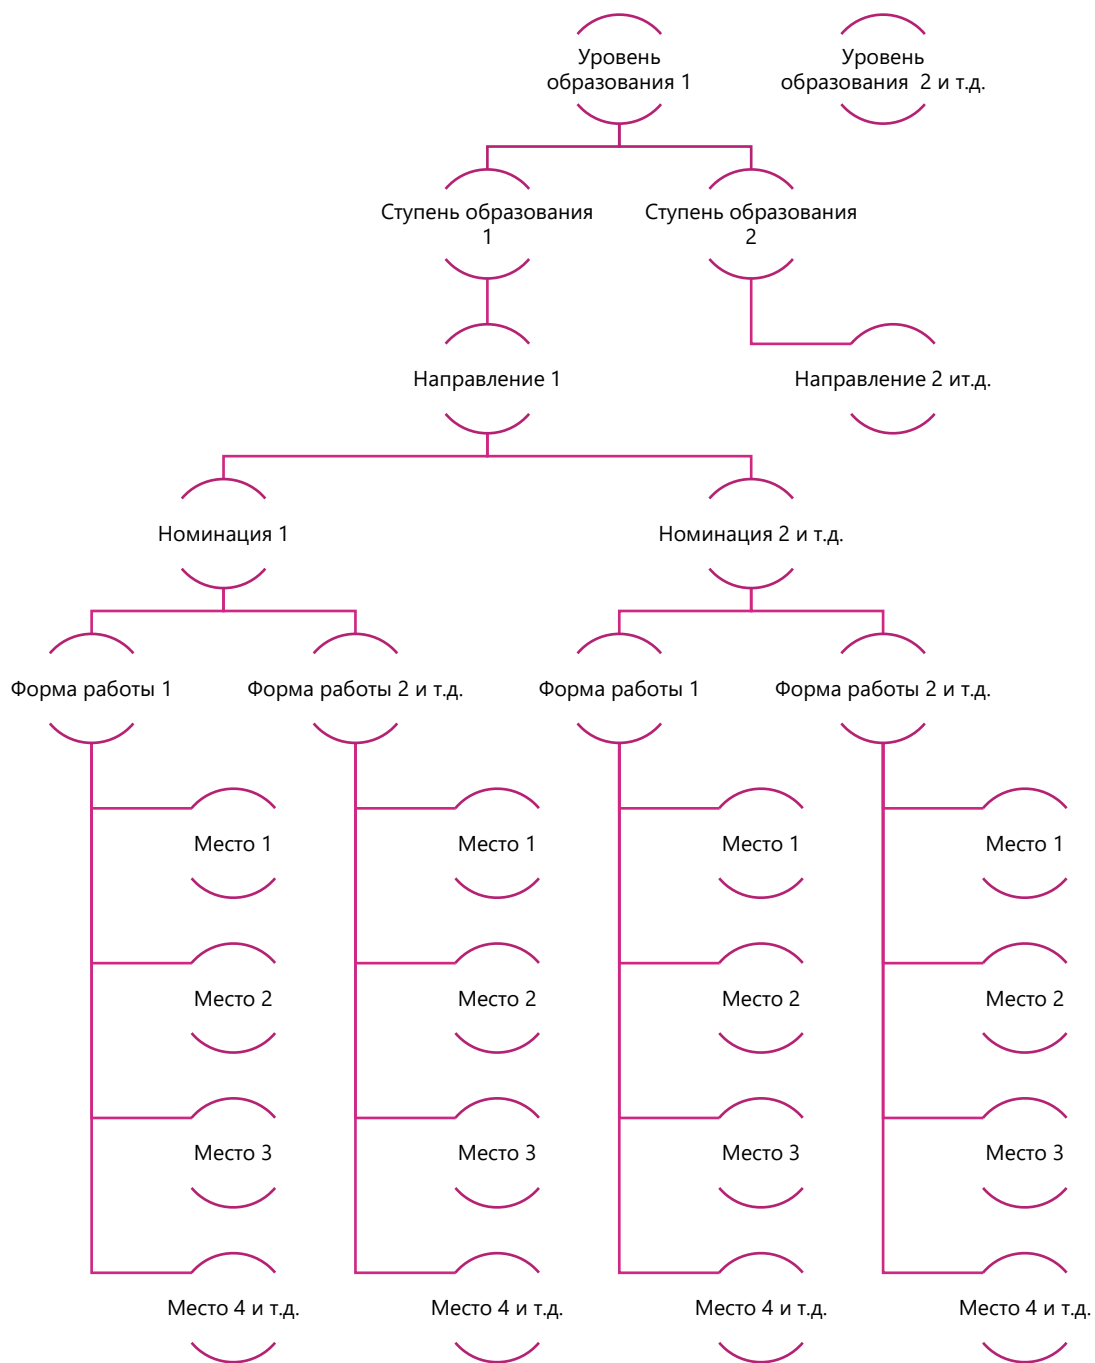 Уровень
образования 1
Уровень
образования  2 и т.д.
Ступень образования
1
Ступень образования
2
Направление 1
Направление 2 ит.д.
Номинация 1
Номинация 2 и т.д.
Форма работы 1
Форма работы 2 и т.д.
Форма работы 1
Форма работы 2 и т.д.
Место 1
Место 1
Место 1
Место 1
Место 2
Место 2
Место 2
Место 2
Место 3
Место 3
Место 3
Место 3
Место 4 и т.д.
Место 4 и т.д.
Место 4 и т.д.
Место 4 и т.д.